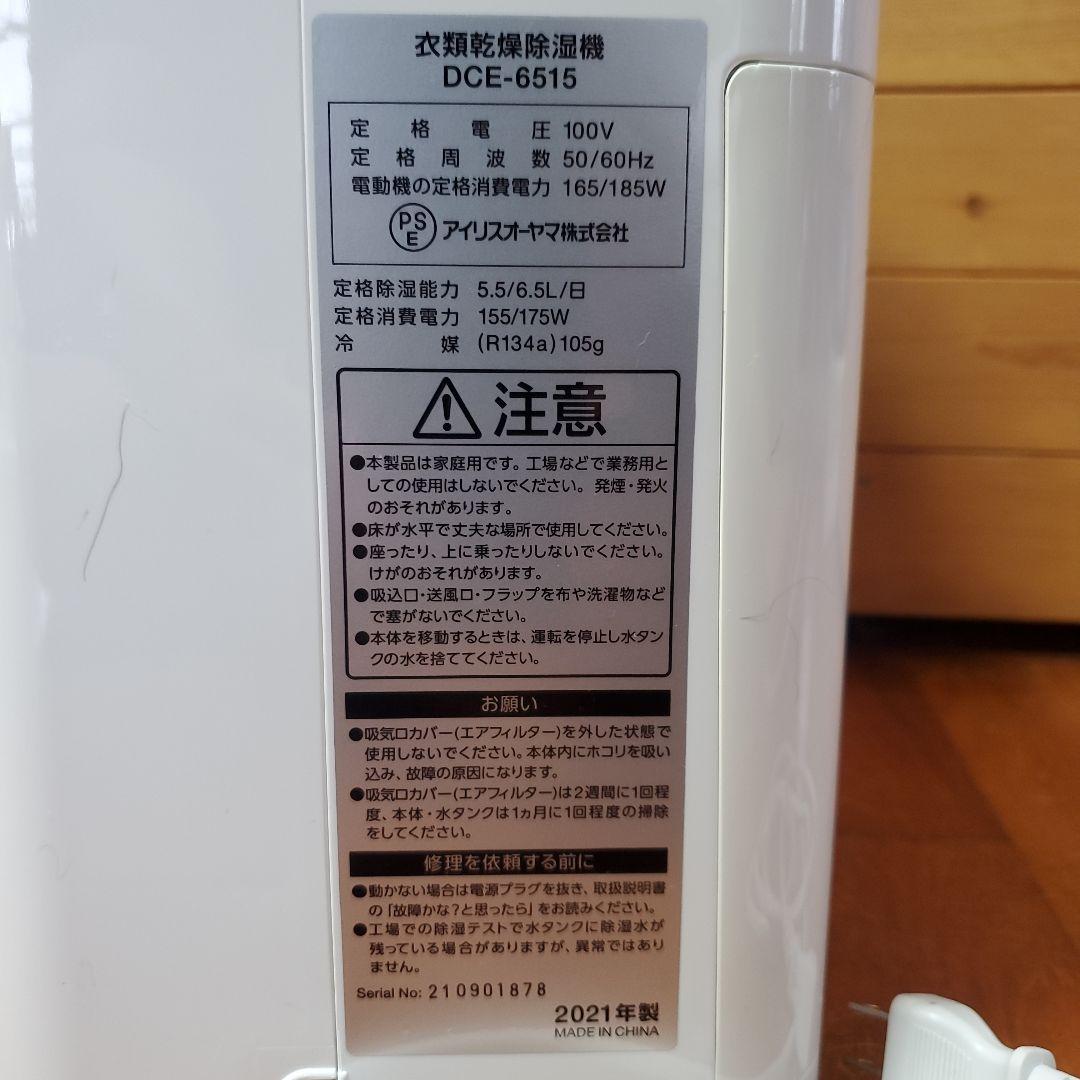 衣類乾燥除湿機
DCE-6515
定格電圧 100V
定格周波数 50/60Hz
電動機の定格消費電力 165/185W
PSE アイリスオーヤマ株式会社
定格除湿能力 5.5/6.5L/日
定格消費電力 155/175W
冷媒 (R134a)105g
注意
●本製品は家庭用です。工場などで業務用と
しての使用はしないでください。発煙・発火
のおそれがあります。
●床が水平で丈夫な場所で使用してください。
●座ったり、上に乗ったりしないでください。
けがのおそれがあります。
●吸込口・送風口・フラップを布や洗濯物など
で塞がないでください。
●本体を移動するときは、運転を停止し水タン
クの水を捨ててください。
お願い
●吸気口カバー(エアフィルター)を外した状態で
使用しないでください。本体内にホコリを吸い
込み、故障の原因になります。
●吸気口カバー(エアフィルター)は2週間に1回程
度、本体・水タンクは1ヵ月に1回程度の掃除
をしてください。
修理を依頼する前に
●動かない場合は電源プラグを抜き、取扱説明書
の「故障かな?と思ったら」をお読みください。
●工場での除湿テストで水タンクに除湿水が
残っている場合がありますが、異常ではあり
ません。
Serial No: 210901878
2021年製
MADE IN CHINA